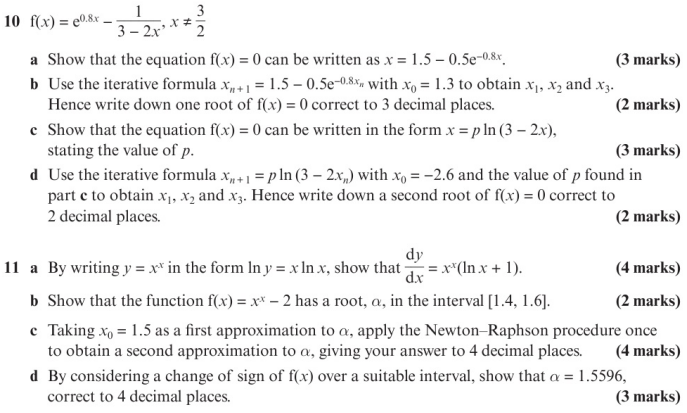 10 f(x) = e^{0.8x} − \frac{1}{3 − 2x}, x ≠ \frac{3}{2}
a Show that the equation f(x) = 0 can be written as x = 1.5 − 0.5e^{−0.8x}. (3 marks)
b Use the iterative formula x_{n + 1} = 1.5 − 0.5e^{−0.8x_n} with x_0 = 1.3 to obtain x_1, x_2 and x_3.
Hence write down one root of f(x) = 0 correct to 3 decimal places. (2 marks)
c Show that the equation f(x) = 0 can be written in the form x = p ln (3 − 2x),
stating the value of p. (3 marks)
d Use the iterative formula x_{n + 1} = p ln (3 − 2x_n) with x_0 = −2.6 and the value of p found in
part c to obtain x_1, x_2 and x_3. Hence write down a second root of f(x) = 0 correct to
2 decimal places. (2 marks)
11 a By writing y = x^x in the form ln y = x ln x, show that \frac{dy}{dx} = x^x(ln x + 1). (4 marks)
b Show that the function f(x) = x^x − 2 has a root, α, in the interval [1.4, 1.6]. (2 marks)
c Taking x_0 = 1.5 as a first approximation to α, apply the Newton–Raphson procedure once
to obtain a second approximation to α, giving your answer to 4 decimal places. (4 marks)
d By considering a change of sign of f(x) over a suitable interval, show that α = 1.5596,
correct to 4 decimal places. (3 marks)